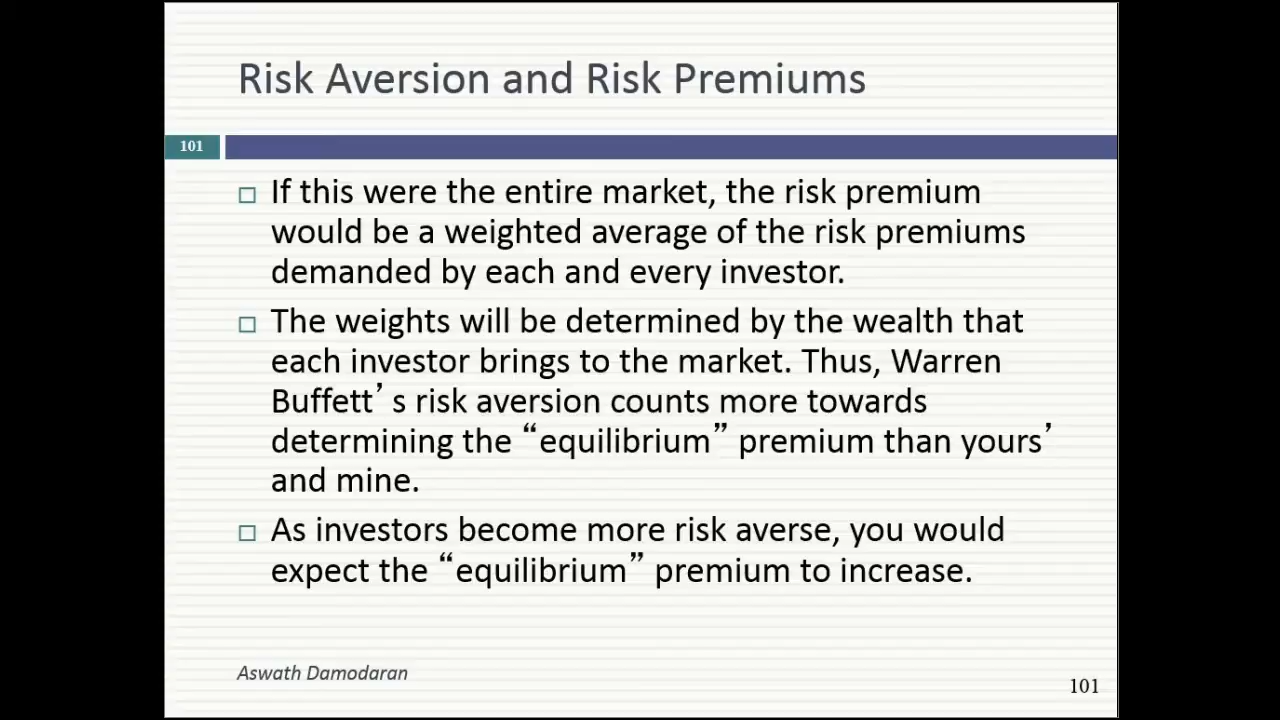 Risk Aversion and Risk Premiums
101
□ If this were the entire market, the risk premium
would be a weighted average of the risk premiums
demanded by each and every investor.
□ The weights will be determined by the wealth that
each investor brings to the market. Thus, Warren
Buffett’ s risk aversion counts more towards
determining the “equilibrium” premium than yours’
and mine.
□ As investors become more risk averse, you would
expect the “equilibrium” premium to increase.
Aswath Damodaran
101